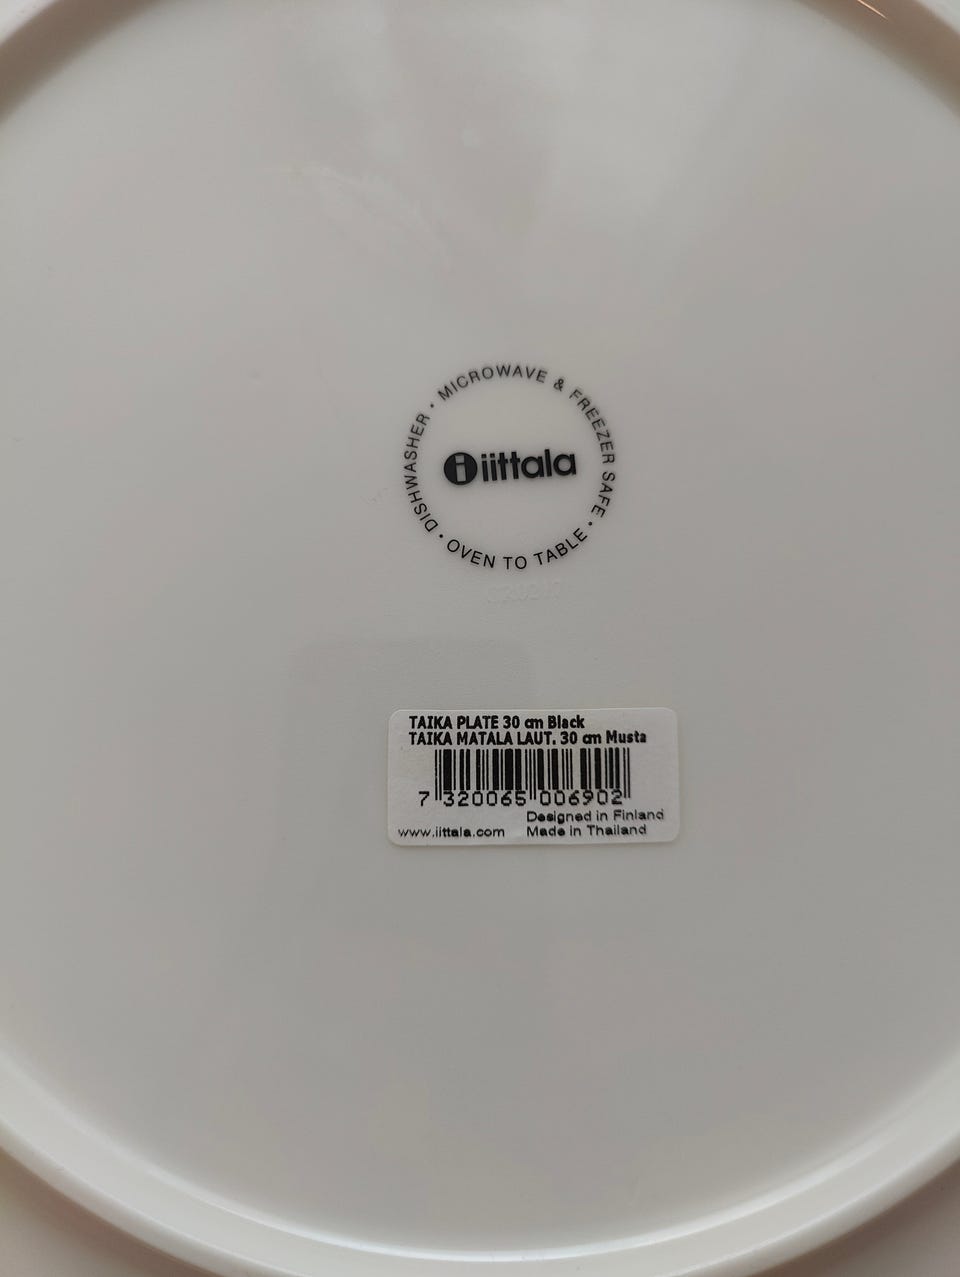 DISHWASHER · MICROWAVE & FREEZER SAFE · OVEN TO TABLE ·
iittala
TAIKA PLATE 30 cm Black
TAIKA MATALA LAUT. 30 cm Musta
7 320065 006902
Designed in Finland
www.iittala.com Made in Thailand